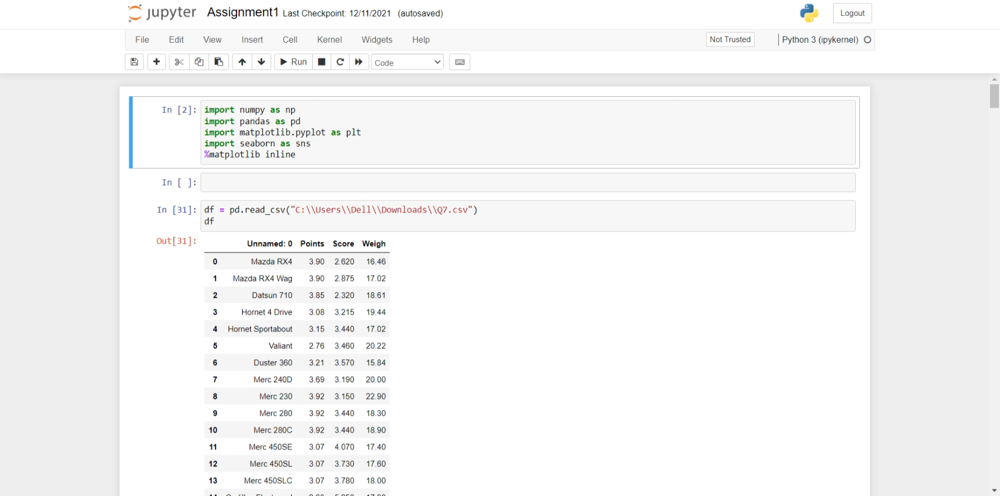 jupyter Assignment1 Last Checkpoint: 12/11/2021 (autosaved) Logout
File Edit View Insert Cell Kernel Widgets Help Not Trusted Python 3 (ipykernel)
Run Code
In [2]: import numpy as np
import pandas as pd
import matplotlib.pyplot as plt
import seaborn as sns
%matplotlib inline
In [ ]:
In [31]: df = pd.read_csv("C:\\Users\\Dell\\Downloads\\Q7.csv")
df
Out[31]:
Unnamed: 0 Points Score Weigh
0 Mazda RX4 3.90 2.620 16.46
1 Mazda RX4 Wag 3.90 2.875 17.02
2 Datsun 710 3.85 2.320 18.61
3 Hornet 4 Drive 3.08 3.215 19.44
4 Hornet Sportabout 3.15 3.440 17.02
5 Valiant 2.76 3.460 20.22
6 Duster 360 3.21 3.570 15.84
7 Merc 240D 3.69 3.190 20.00
8 Merc 230 3.92 3.150 22.90
9 Merc 280 3.92 3.440 18.30
10 Merc 280C 3.92 3.440 18.90
11 Merc 450SE 3.07 4.070 17.40
12 Merc 450SL 3.07 3.730 17.60
13 Merc 450SLC 3.07 3.780 18.00